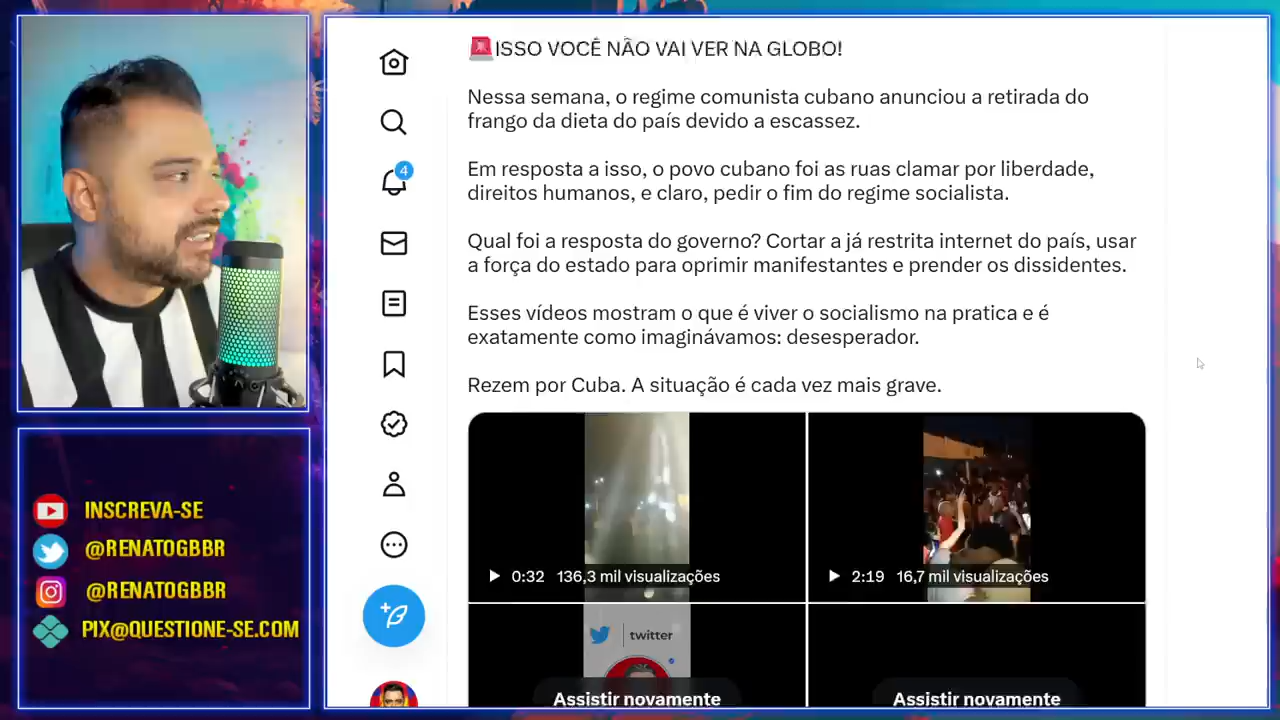 🚨ISSO VOCÊ NÃO VAI VER NA GLOBO!
Nessa semana, o regime comunista cubano anunciou a retirada do
frango da dieta do país devido a escassez.
Em resposta a isso, o povo cubano foi as ruas clamar por liberdade,
direitos humanos, e claro, pedir o fim do regime socialista.
Qual foi a resposta do governo? Cortar a já restrita internet do país, usar
a força do estado para oprimir manifestantes e prender os dissidentes.
Esses vídeos mostram o que é viver o socialismo na pratica e é
exatamente como imaginávamos: desesperador.
Rezem por Cuba. A situação é cada vez mais grave.
4
0:32 136,3 mil visualizações
2:19 16,7 mil visualizações
twitter
Assistir novamente
Assistir novamente
INSCREVA-SE
@RENATOGBBR
@RENATOGBBR
PIX@QUESTIONE-SE.COM